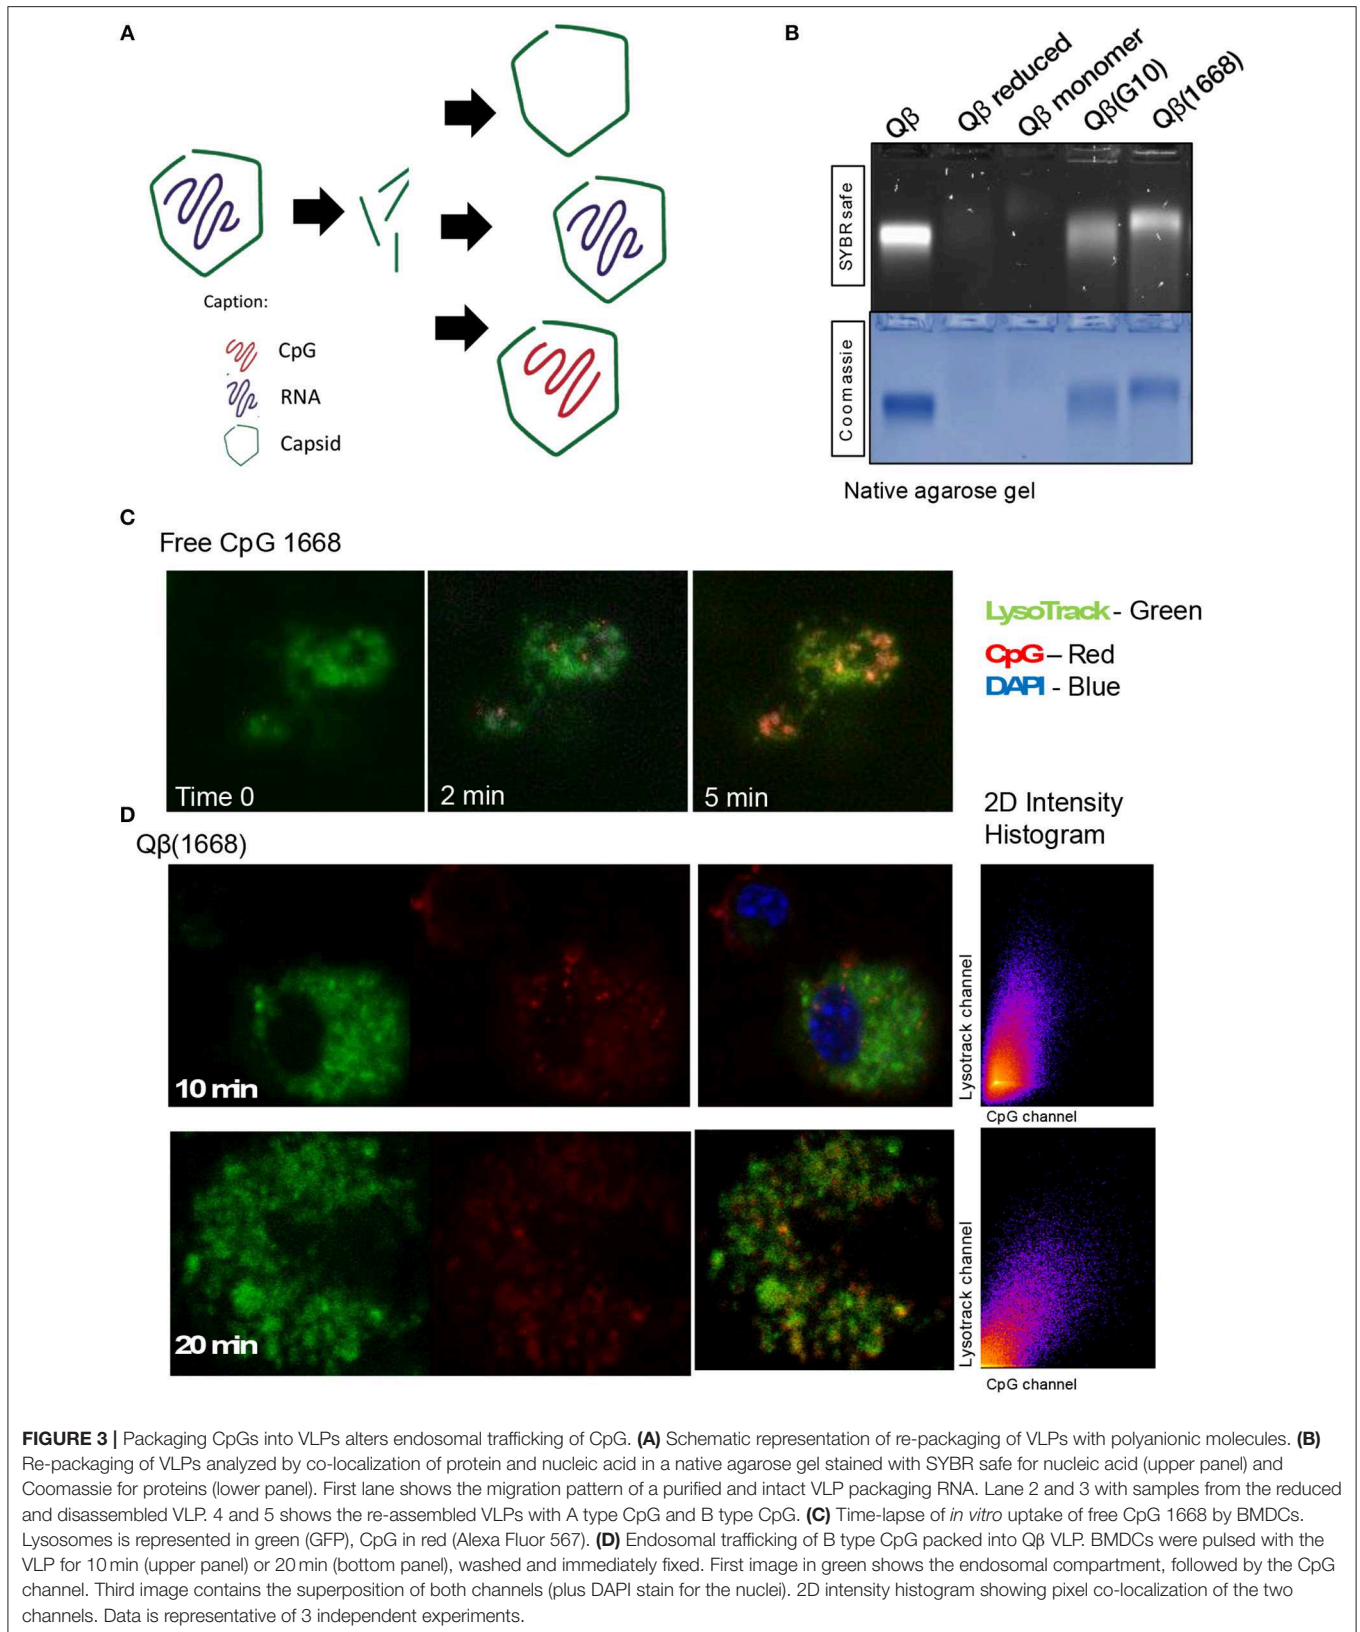 A
Caption:
CpG
RNA
Capsid
B
Qβ
Qβ reduced
Qβ monomer
Qβ(G10)
Qβ(1668)
SYBR safe
Coomassie
Native agarose gel
C
Free CpG 1668
Time 0
2 min
5 min
LysoTrack - Green
CpG – Red
DAPI - Blue
D
Qβ(1668)
2D Intensity
Histogram
10 min
Lysotrack channel
CpG channel
20 min
Lysotrack channel
CpG channel
FIGURE 3 | Packaging CpGs into VLPs alters endosomal trafficking of CpG. (A) Schematic representation of re-packaging of VLPs with polyanionic molecules. (B)
Re-packaging of VLPs analyzed by co-localization of protein and nucleic acid in a native agarose gel stained with SYBR safe for nucleic acid (upper panel) and
Coomassie for proteins (lower panel). First lane shows the migration pattern of a purified and intact VLP packaging RNA. Lane 2 and 3 with samples from the reduced
and disassembled VLP. 4 and 5 shows the re-assembled VLPs with A type CpG and B type CpG. (C) Time-lapse of in vitro uptake of free CpG 1668 by BMDCs.
Lysosomes is represented in green (GFP), CpG in red (Alexa Fluor 567). (D) Endosomal trafficking of B type CpG packed into Qβ VLP. BMDCs were pulsed with the
VLP for 10 min (upper panel) or 20 min (bottom panel), washed and immediately fixed. First image in green shows the endosomal compartment, followed by the CpG
channel. Third image contains the superposition of both channels (plus DAPI stain for the nuclei). 2D intensity histogram showing pixel co-localization of the two
channels. Data is representative of 3 independent experiments.